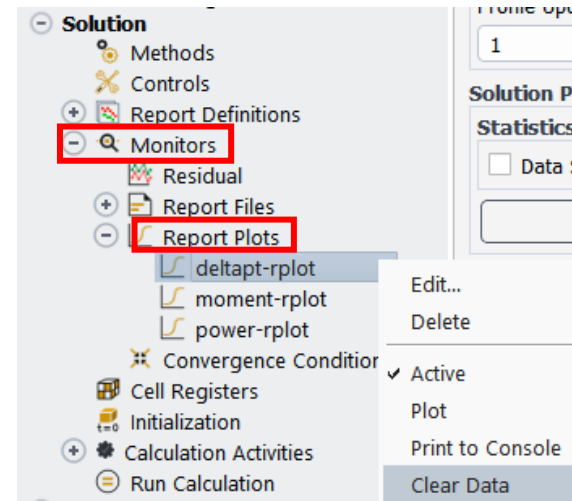 Solution
Methods
Controls
Report Definitions
Monitors
Residual
Report Files
Report Plots
deltapt-rplot
moment-rplot
power-rplot
Convergence Condition
Cell Registers
t=0
Initialization
Calculation Activities
Run Calculation
1
Solution P
Statistics
Data
Edit...
Delete
Active
Plot
Print to Console
Clear Data